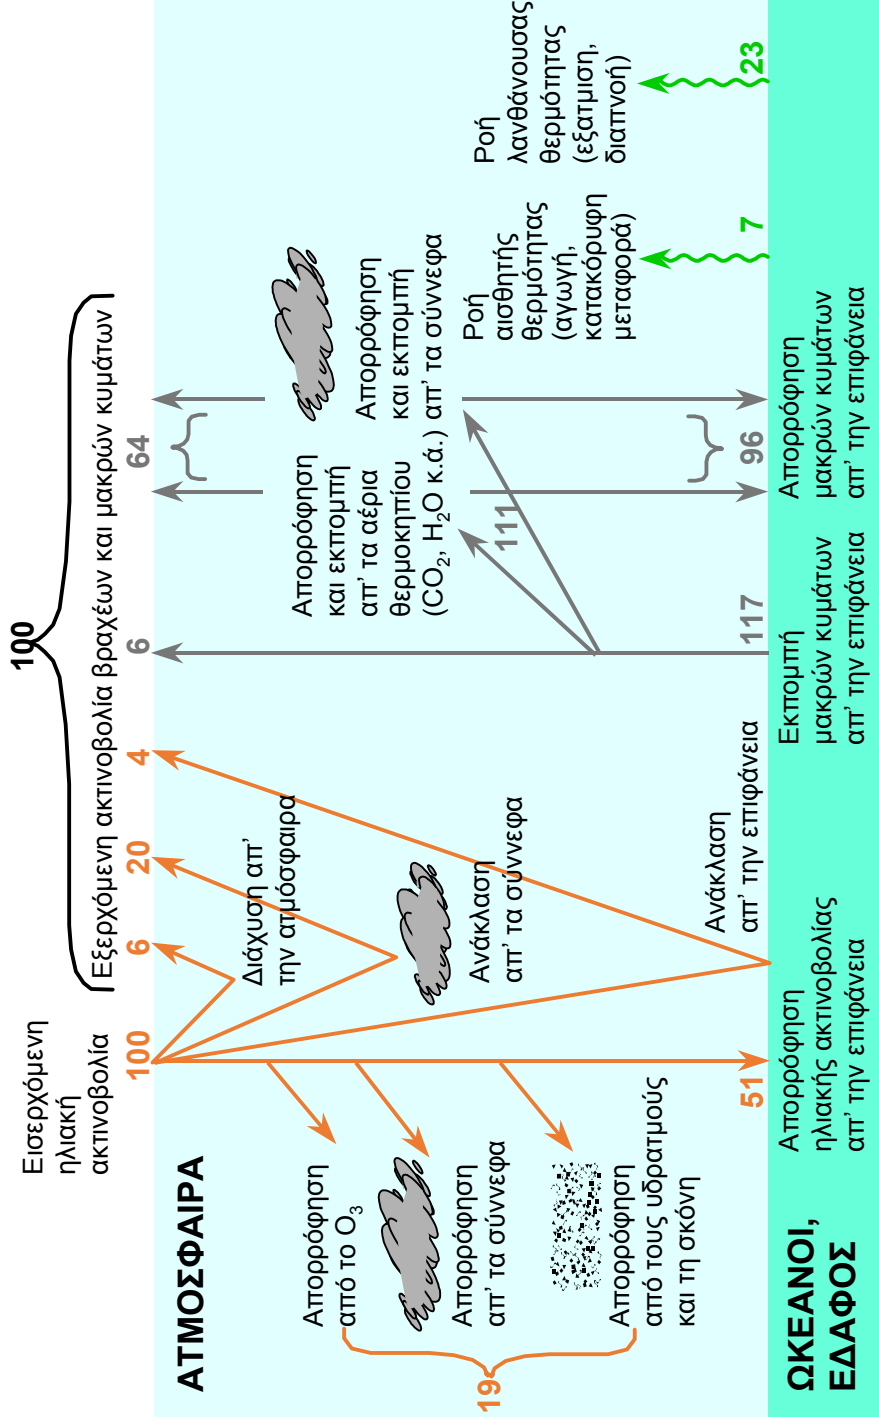 100
Εισερχόμενη
ηλιακή
ακτινοβολία
Εξερχόμενη ακτινοβολία βραχέων και μακρών κυμάτων
100
6
20
4
6
64
ΑΤΜΟΣΦΑΙΡΑ
Διάχυση απ'
την ατμόσφαιρα
Απορρόφηση
από το O₃
Απορρόφηση
απ' τα σύννεφα
Απορρόφηση
από τους υδρατμούς
και τη σκόνη
19
Ανάκλαση
απ' τα σύννεφα
Ανάκλαση
απ' την επιφάνεια
Απορρόφηση
και εκπομπή
απ' τα αέρια
θερμοκηπίου
(CO₂, H₂O κ.ά.)
Απορρόφηση
και εκπομπή
απ' τα σύννεφα
111
Ροή
αισθητής
θερμότητας
(αγωγή,
κατακόρυφη
μεταφορά)
Ροή
λανθάνουσας
θερμότητας
(εξατμιση,
διαπνοή)
51
117
96
7
23
ΩΚΕΑΝΟΙ,
ΕΔΑΦΟΣ
Απορρόφηση
ηλιακής ακτινοβολίας
απ' την επιφάνεια
Εκπομπή
μακρών κυμάτων
απ' την επιφάνεια
Απορρόφηση
μακρών κυμάτων
απ' την επιφάνεια